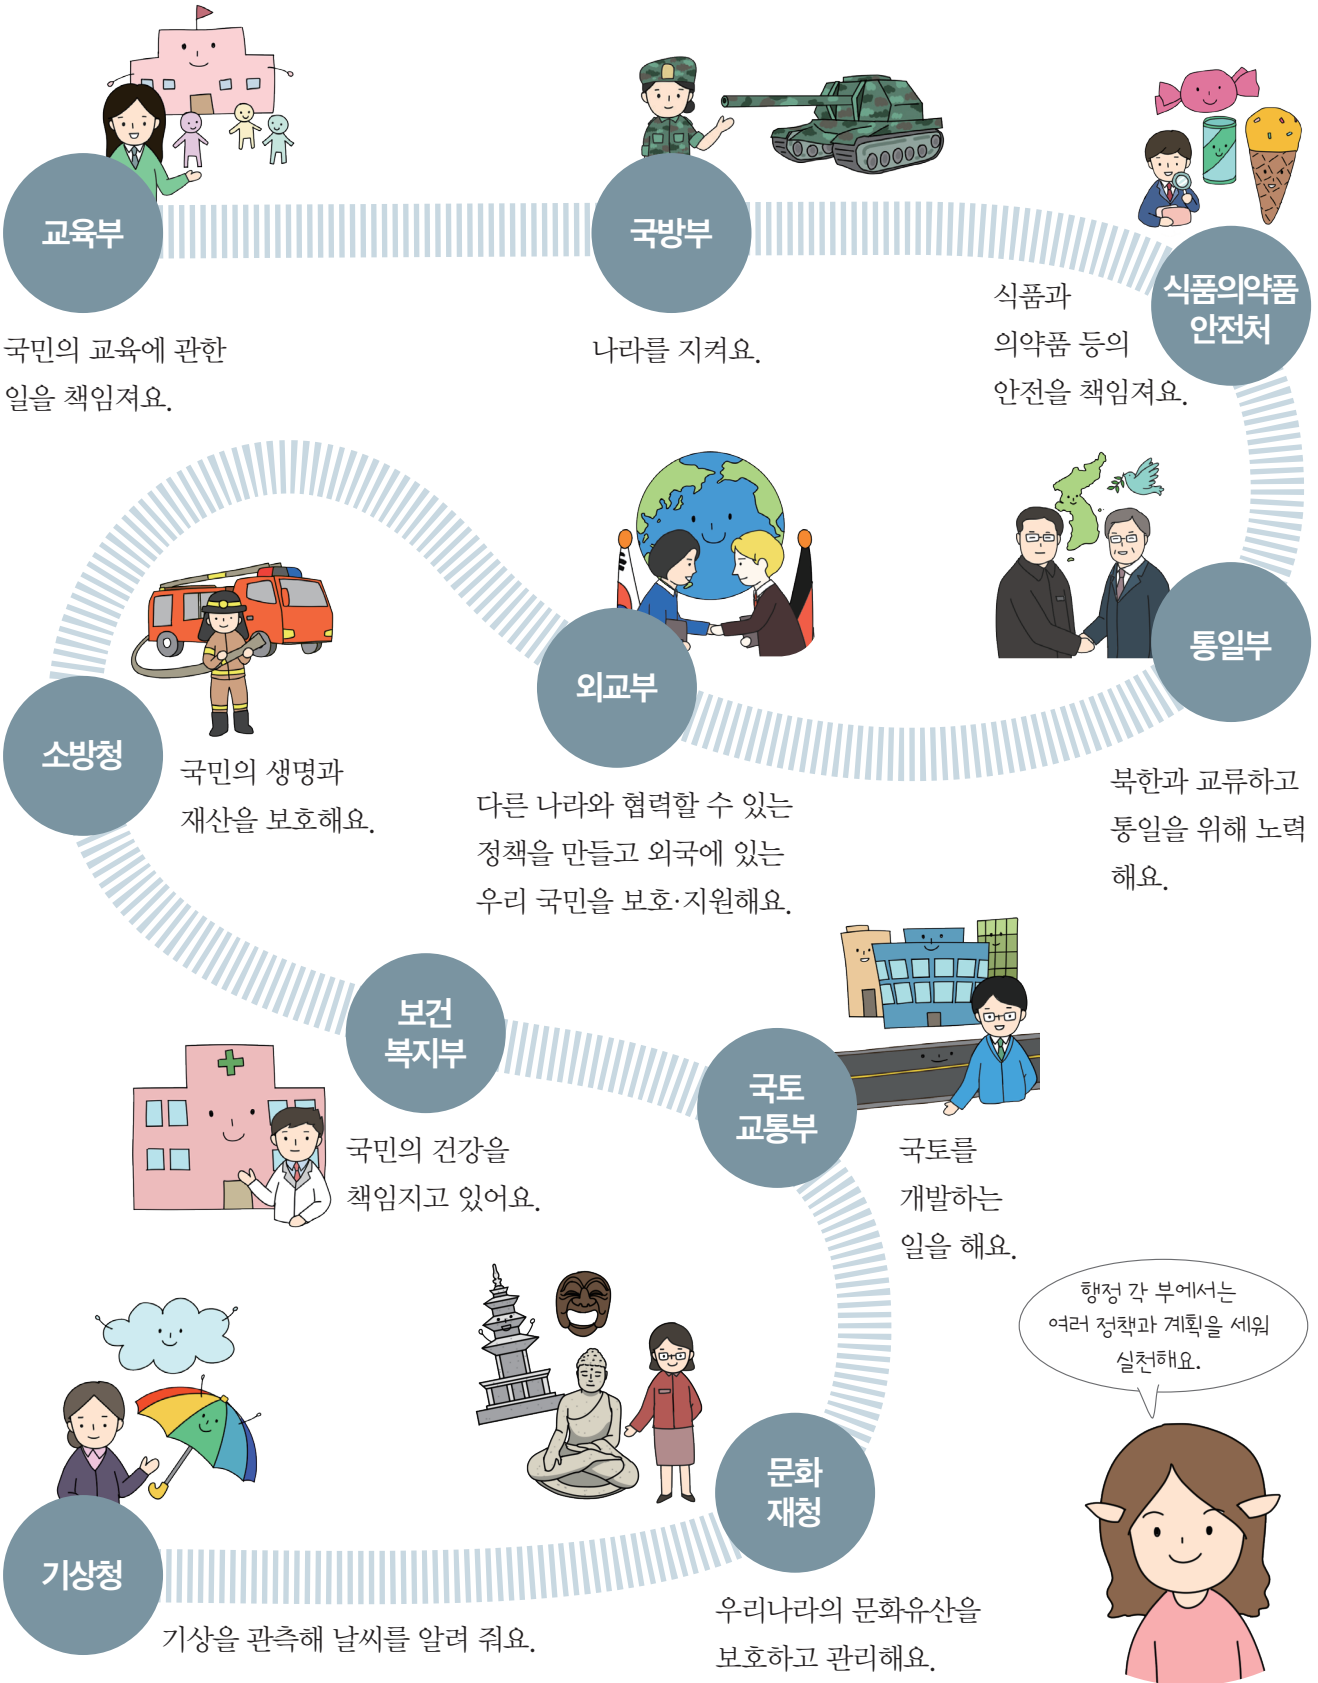 교육부
국민의 교육에 관한
일을 책임져요.
국방부
나라를 지켜요.
식품의약품
안전처
식품과
의약품 등의
안전을 책임져요.
통일부
북한과 교류하고
통일을 위해 노력
해요.
외교부
다른 나라와 협력할 수 있는
정책을 만들고 외국에 있는
우리 국민을 보호·지원해요.
소방청
국민의 생명과
재산을 보호해요.
보건
복지부
국민의 건강을
책임지고 있어요.
국토
교통부
국토를
개발하는
일을 해요.
문화
재청
우리나라의 문화유산을
보호하고 관리해요.
기상청
기상을 관측해 날씨를 알려 줘요.
행정 각 부에서는
여러 정책과 계획을 세워
실천해요.